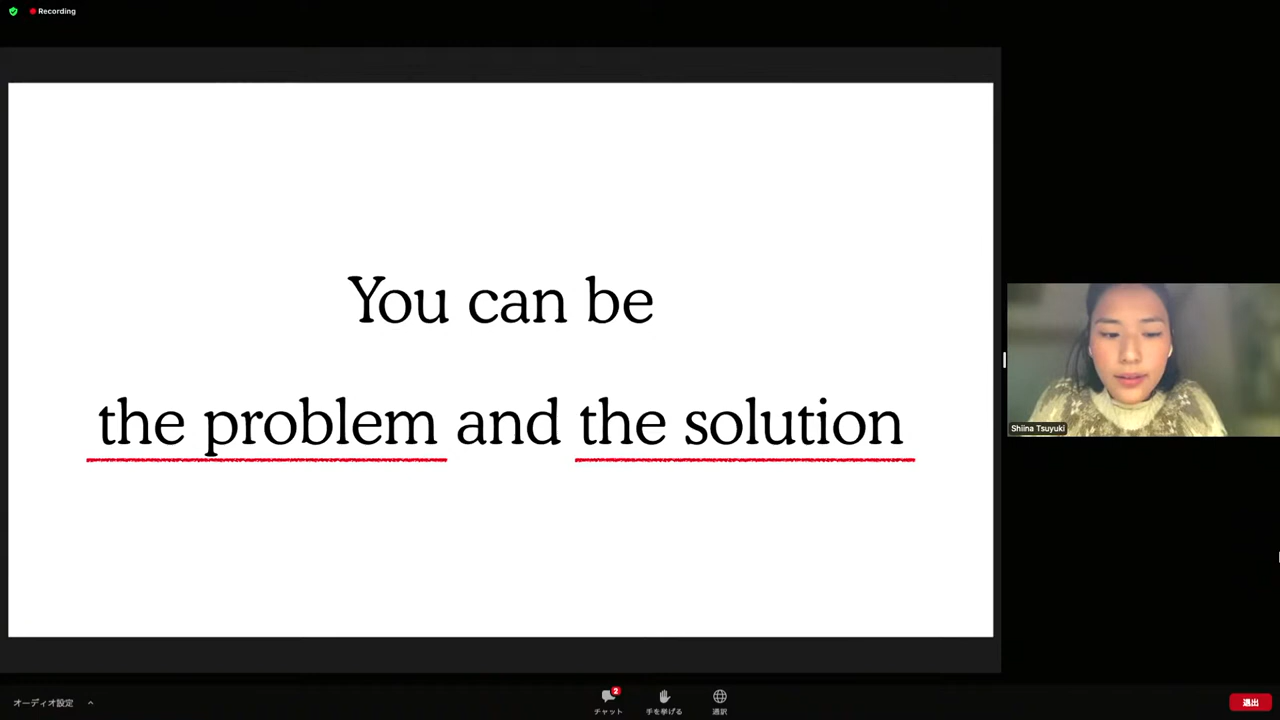 Recording
You can be
the problem and the solution
Shiina Tsuyuki
オーディオ設定
2
チャット
手を挙げる
通訳
退出